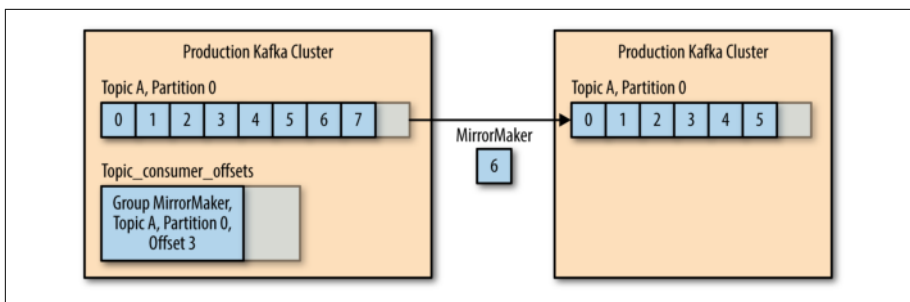 Production Kafka Cluster
Topic A, Partition 0
0 1 2 3 4 5 6 7
Topic_consumer_offsets
Group MirrorMaker,
Topic A, Partition 0,
Offset 3
MirrorMaker
6
Production Kafka Cluster
Topic A, Partition 0
0 1 2 3 4 5